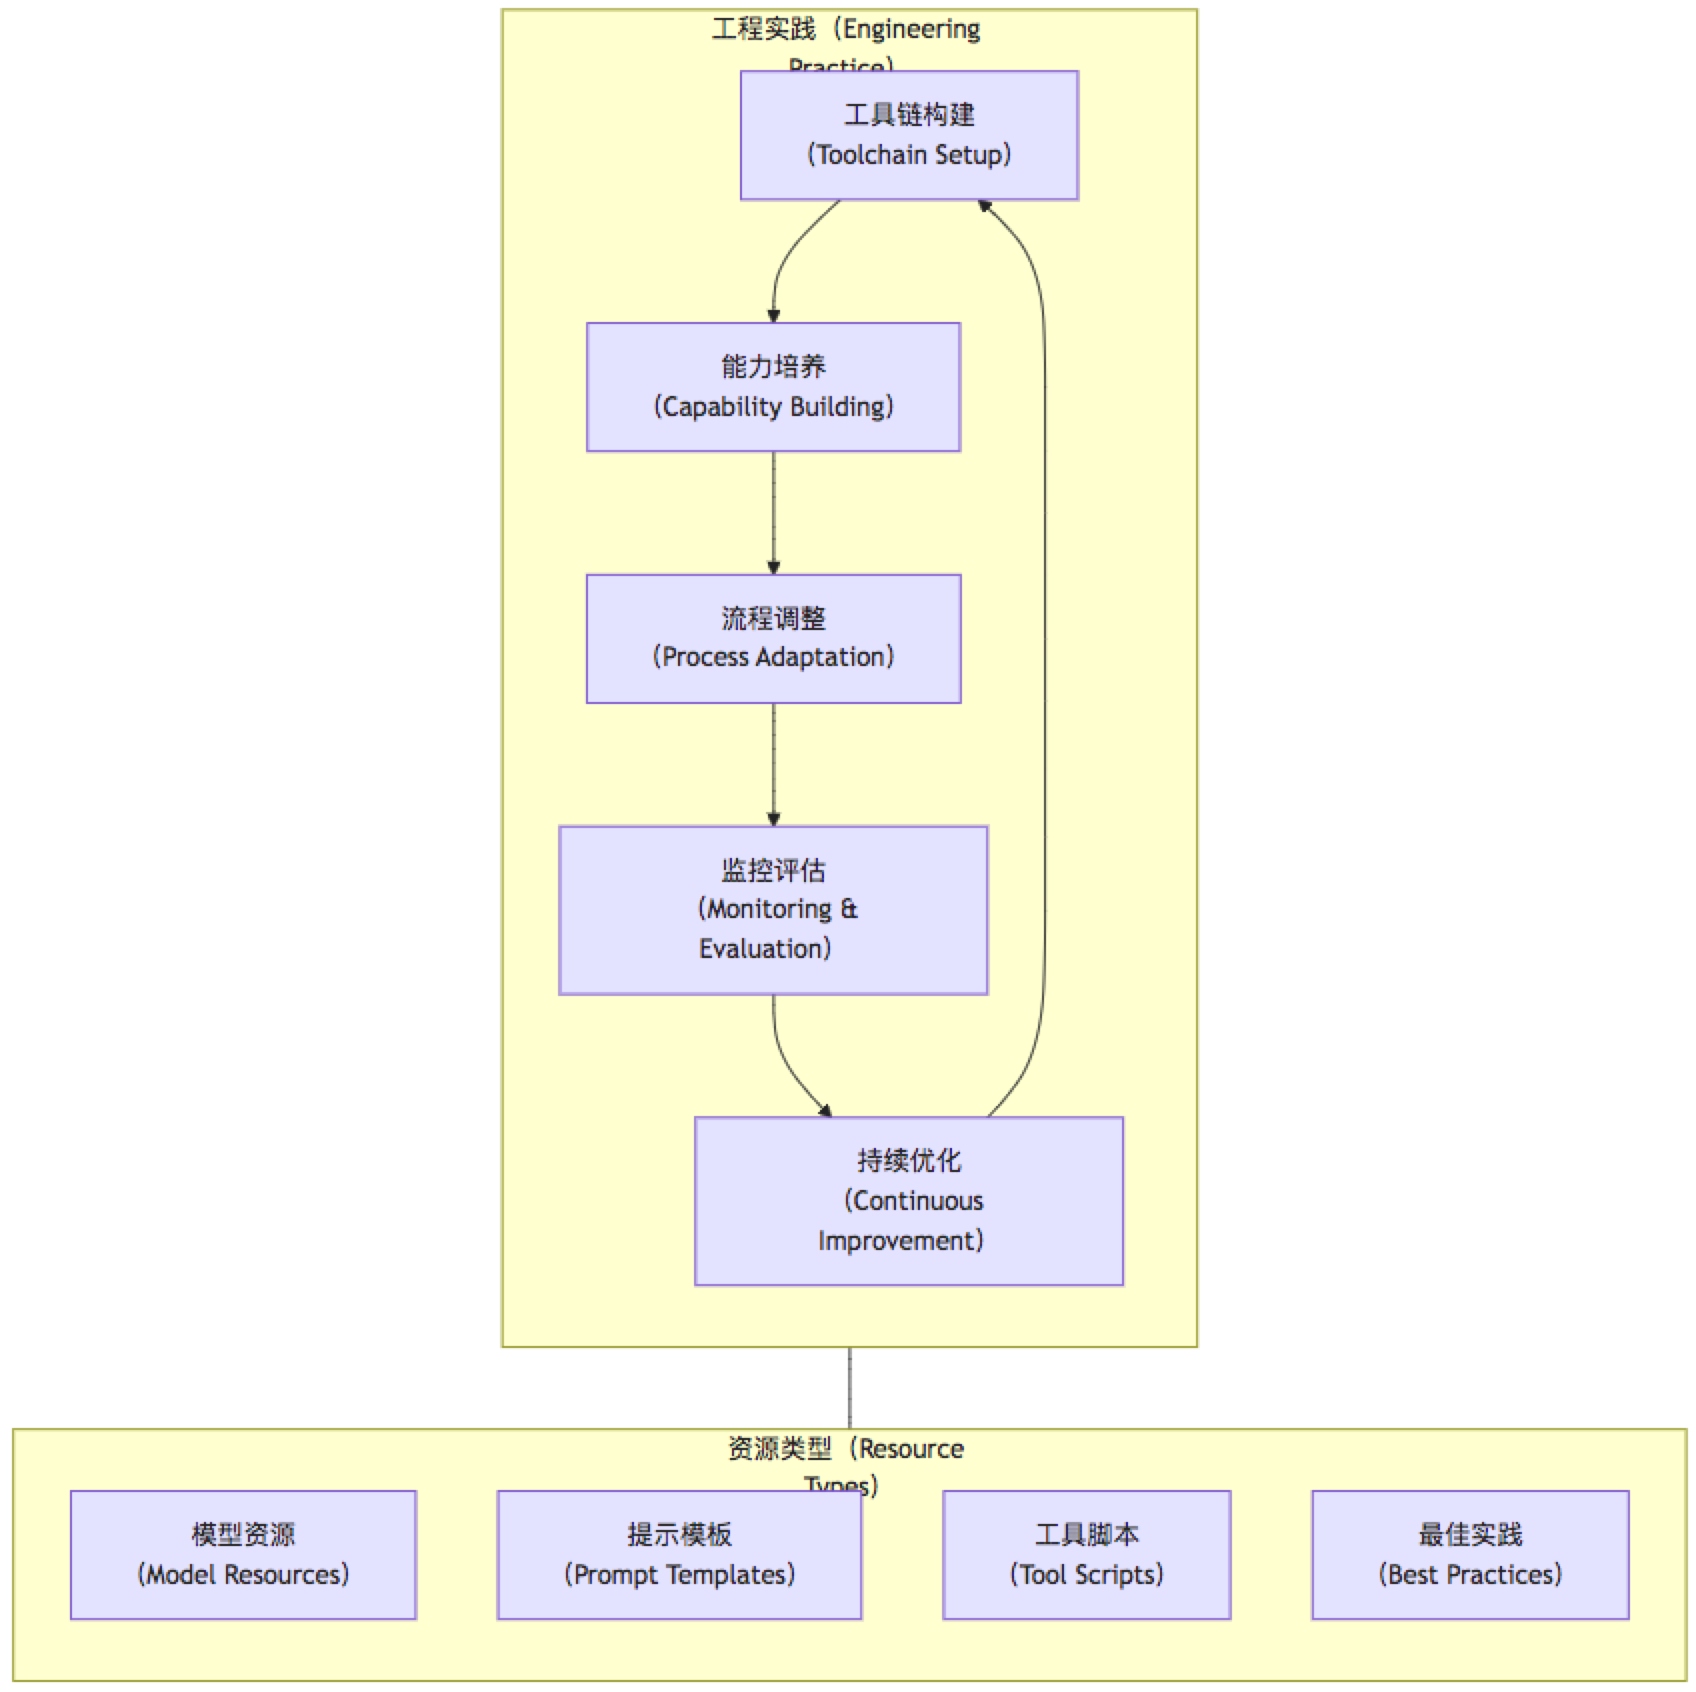 工程实践（Engineering
Practice）
工具链构建
（Toolchain Setup）
能力培养
（Capability Building）
流程调整
（Process Adaptation）
监控评估
（Monitoring &
Evaluation）
持续优化
（Continuous
Improvement）
资源类型（Resource
Types）
模型资源
（Model Resources）
提示模板
（Prompt Templates）
工具脚本
（Tool Scripts）
最佳实践
（Best Practices）